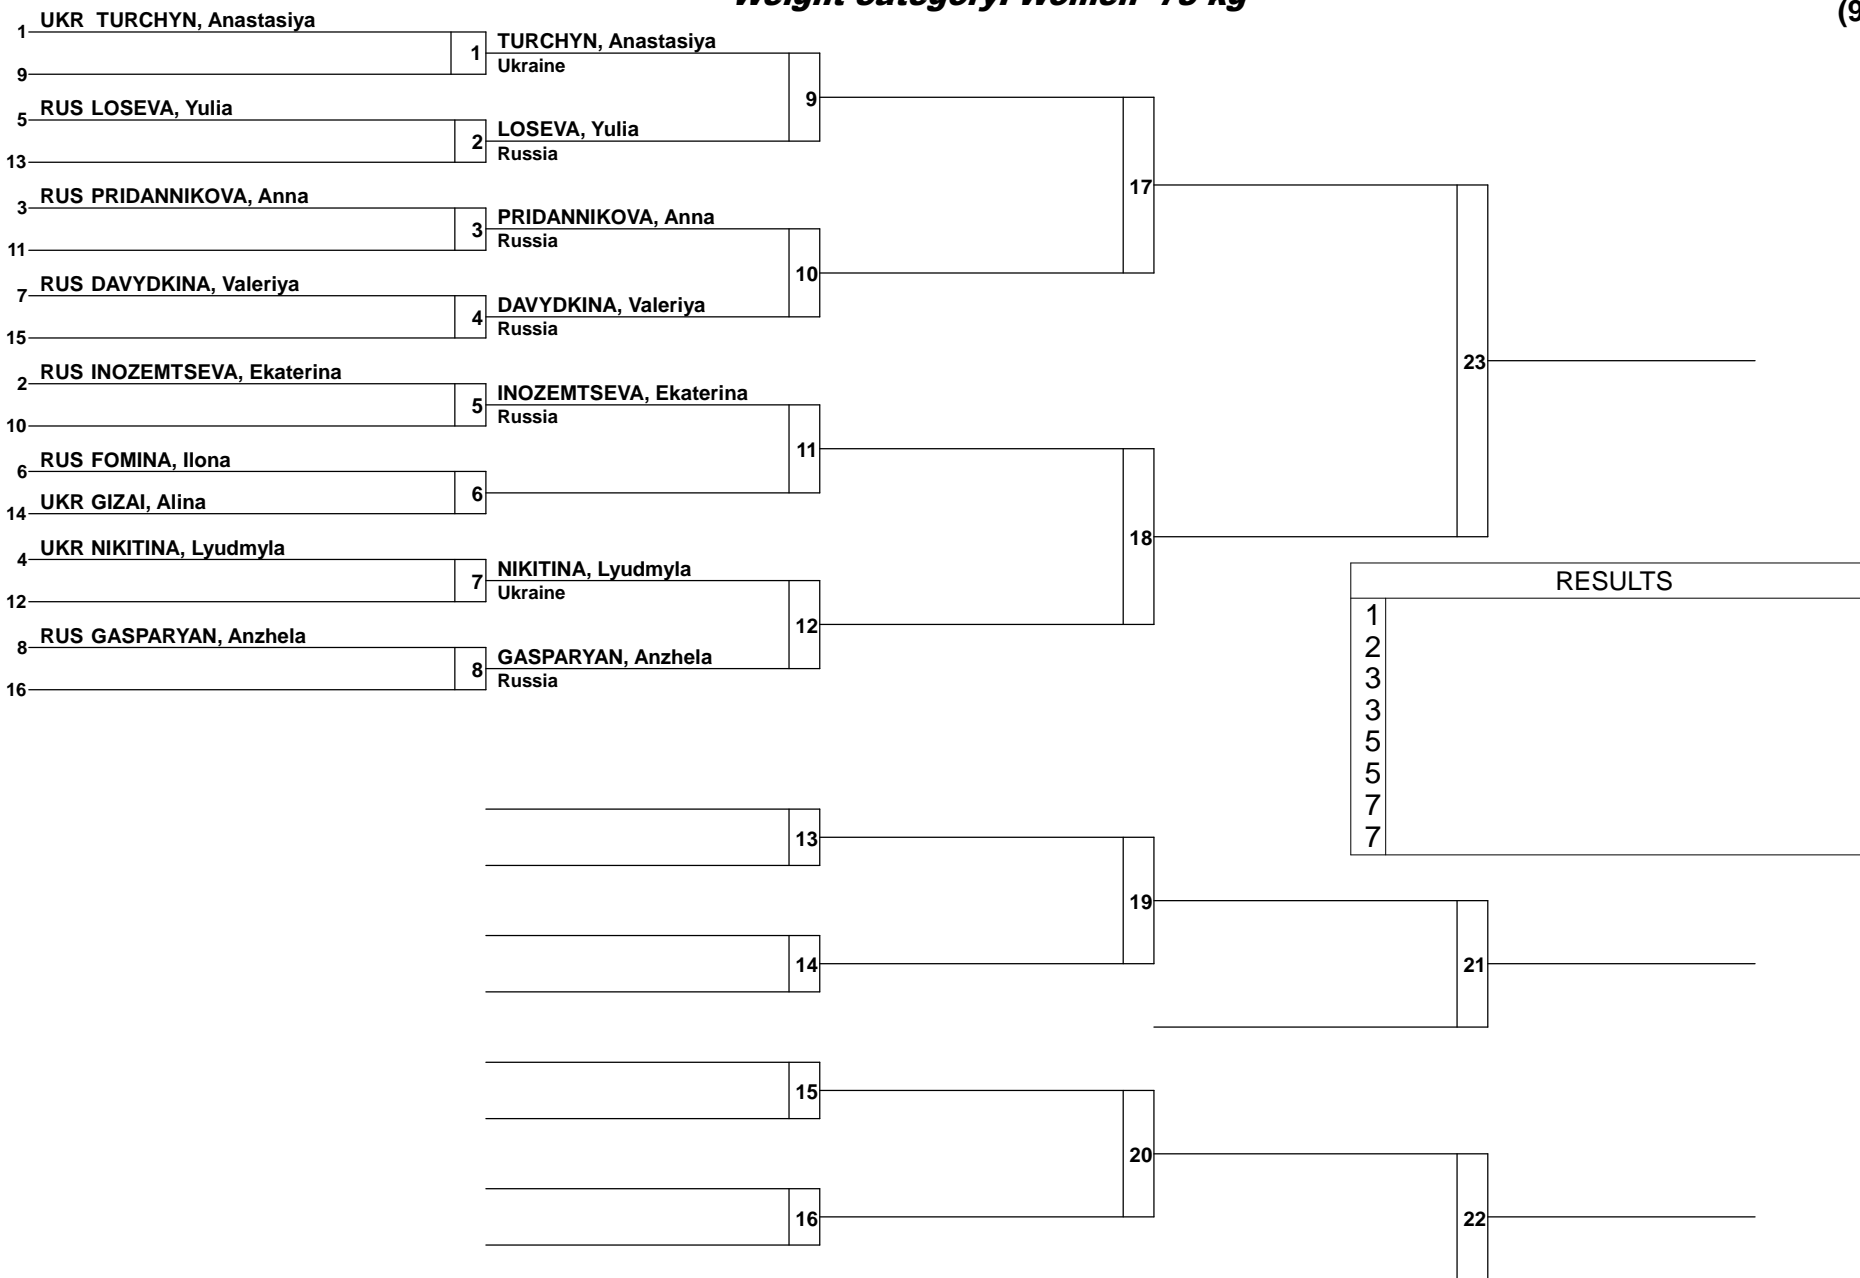 (9
1 UKR TURCHYN, Anastasiya
1 TURCHYN, Anastasiya
Ukraine
9
9
5 RUS LOSEVA, Yulia
2 LOSEVA, Yulia
Russia
13
17
3 RUS PRIDANNIKOVA, Anna
3 PRIDANNIKOVA, Anna
Russia
11
10
7 RUS DAVYDKINA, Valeriya
4 DAVYDKINA, Valeriya
Russia
15
23
2 RUS INOZEMTSEVA, Ekaterina
5 INOZEMTSEVA, Ekaterina
Russia
10
11
6 RUS FOMINA, Ilona
6
14 UKR GIZAI, Alina
18
4 UKR NIKITINA, Lyudmyla
7 NIKITINA, Lyudmyla
Ukraine
12
12
8 RUS GASPARYAN, Anzhela
8 GASPARYAN, Anzhela
Russia
16
RESULTS
1
2
3
3
5
5
7
7
13
19
14
21
15
20
16
22